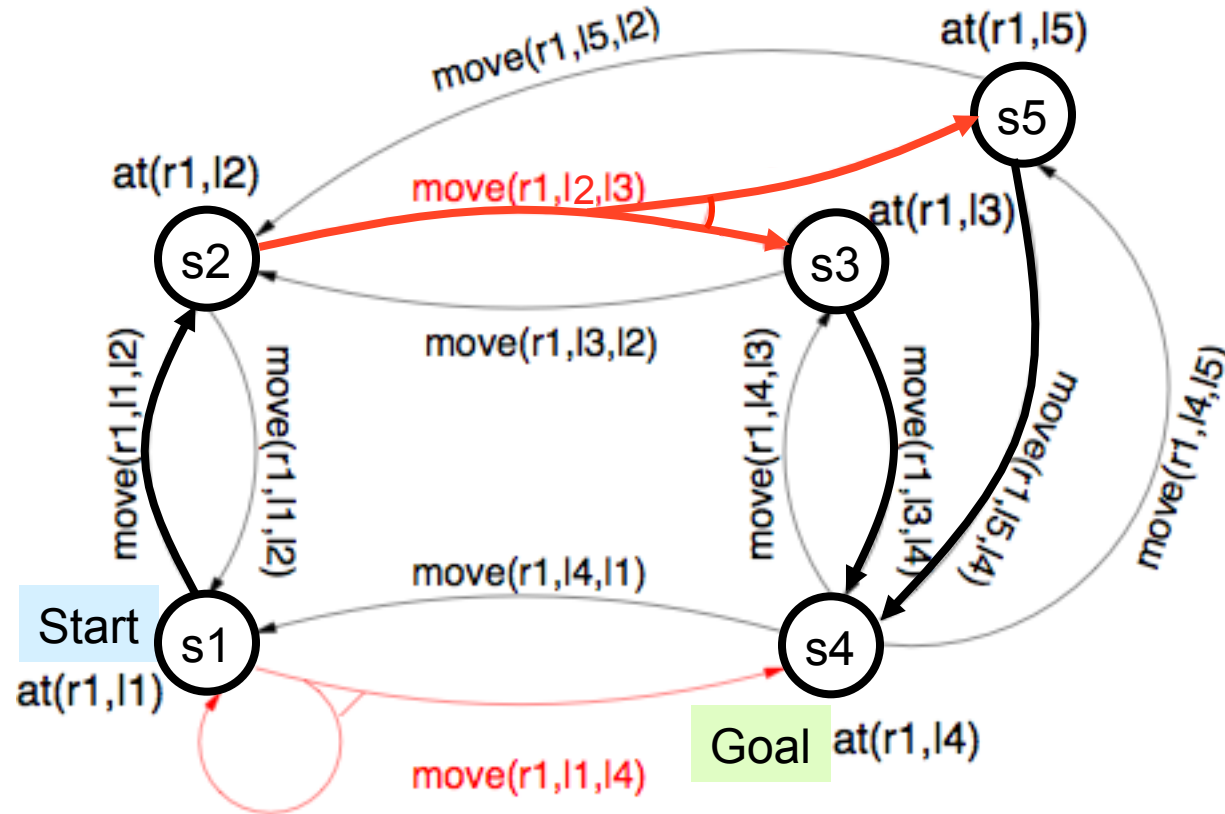 move(r1,l5,l2)
at(r1,l5)
s5
at(r1,l2)
move(r1,l2,l3)
at(r1,l3)
s2
s3
move(r1,l3,l2)
move(r1,l1,l2)
move(r1,l1,l2)
move(r1,l4,l3)
move(r1,l3,l4)
move(r1,l5,l4)
move(r1,l4,l5)
move(r1,l4,l1)
Start
s1
s4
at(r1,l1)
Goal
at(r1,l4)
move(r1,l1,l4)